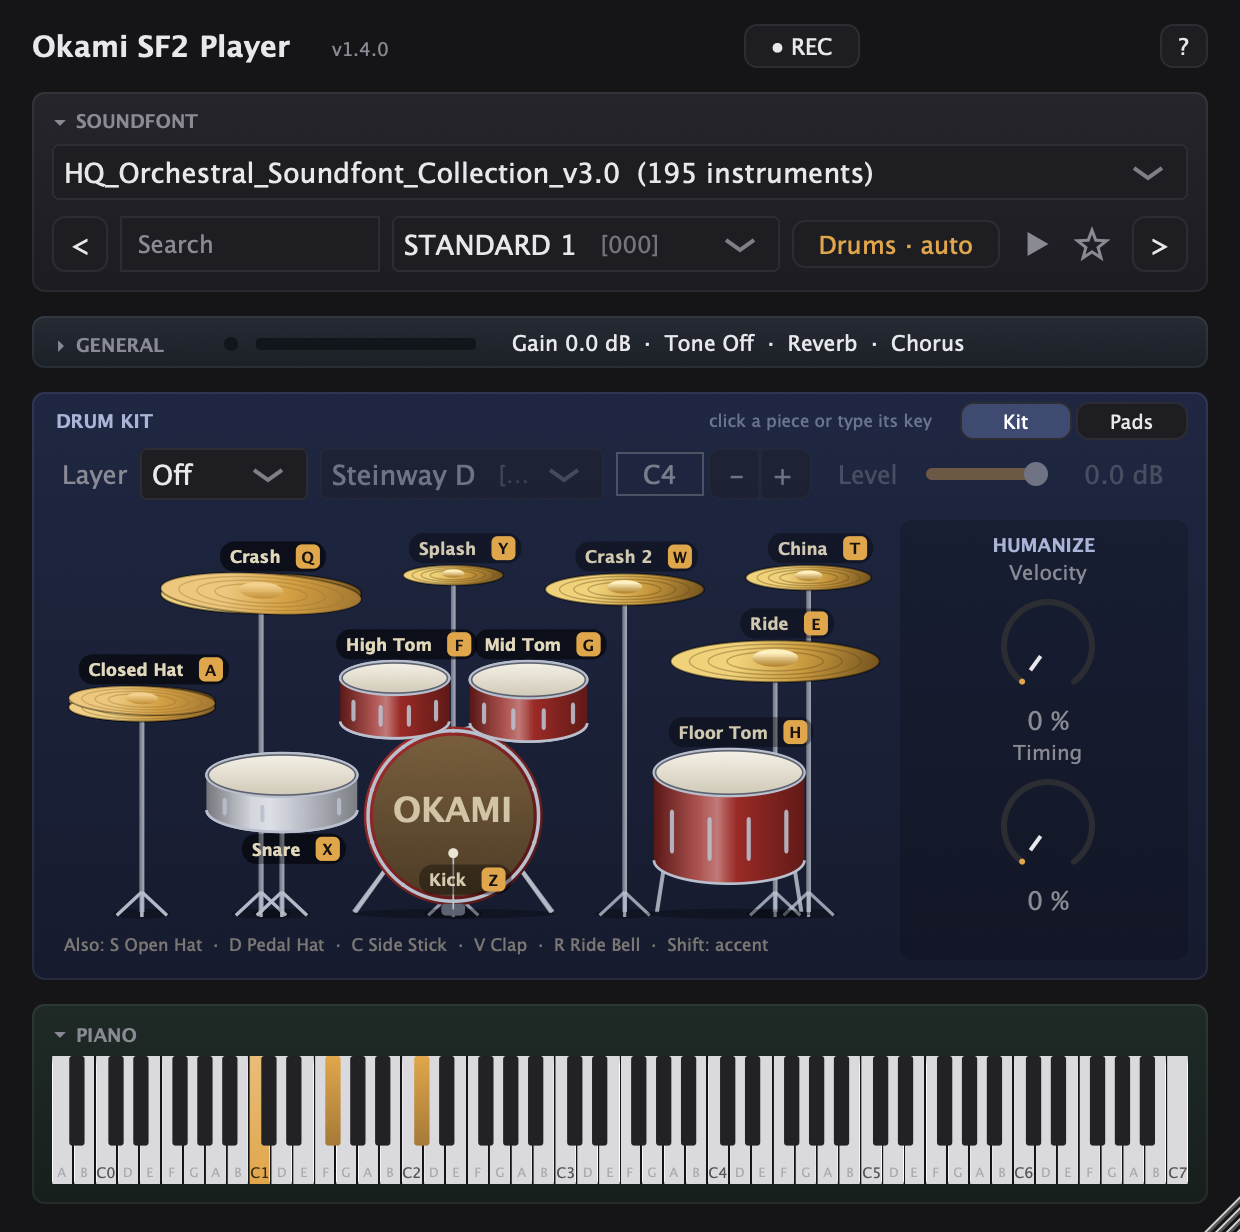 Okami SF2 Player v1.4.0 ● REC ?
SOUNDFONT
HQ_Orchestral_Soundfont_Collection_v3.0 (195 instruments)
< Search STANDARD 1 [000] Drums · auto >
GENERAL Gain 0.0 dB · Tone Off · Reverb · Chorus
DRUM KIT click a piece or type its key Kit Pads
Layer Off Steinway D [... C4 - + Level 0.0 dB
Crash Q
Splash Y
Crash 2 W
China T
HUMANIZE
Velocity
0 %
Timing
0 %
Ride E
High Tom F
Mid Tom G
Closed Hat A
Floor Tom H
OKAMI
Snare X
Kick Z
Also: S Open Hat · D Pedal Hat · C Side Stick · V Clap · R Ride Bell · Shift: accent
PIANO
A B C0 D E F G A B C1 D E F G A B C2 D E F G A B C3 D E F G A B C4 D E F G A B C5 D E F G A B C6 D E F G A B C7